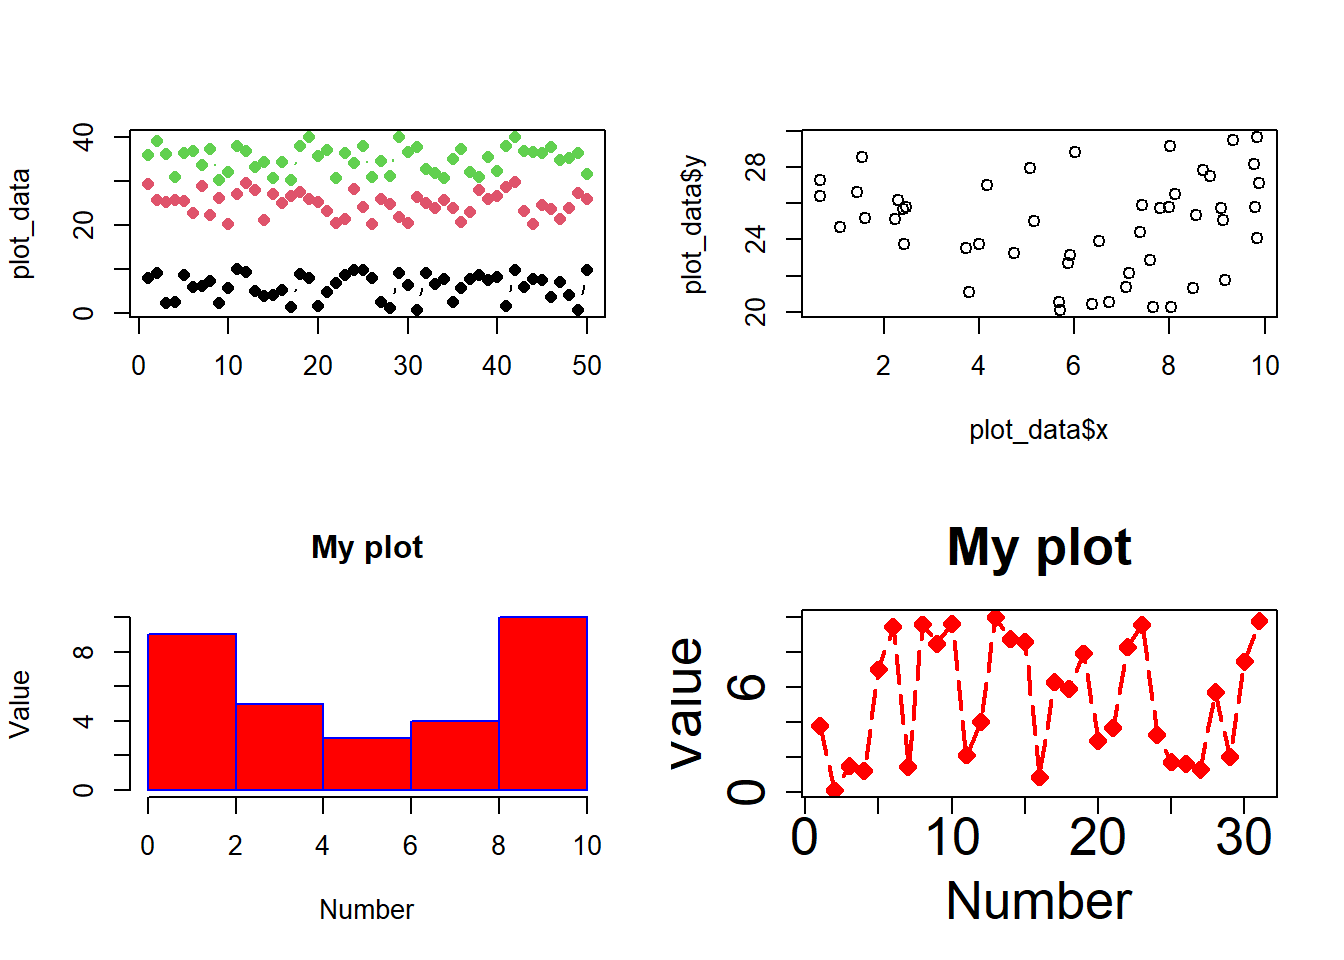 plot_data
0 20 40
0 10 20 30 40 50
plot_data$y
20 24 28
2 4 6 8 10
plot_data$x
My plot
Value
0 4 8
0 2 4 6 8 10
Number
My plot
value
0 6
0 10 20 30
Number